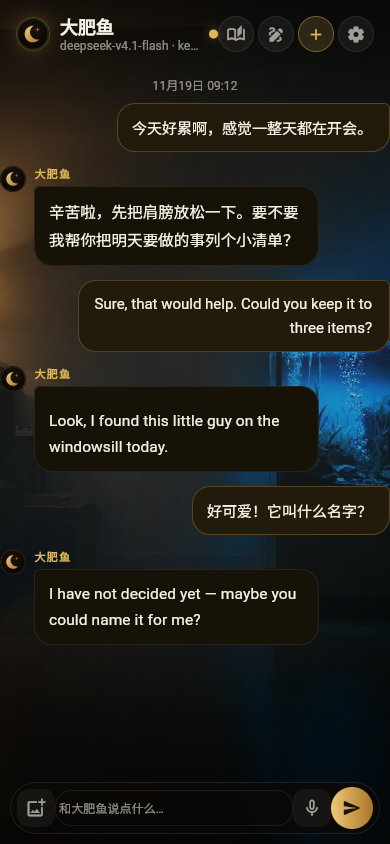 大肥鱼
deepseek-v4.1-flash · ke…
11月19日 09:12
今天好累啊，感觉一整天都在开会。
大肥鱼
辛苦啦，先把肩膀放松一下。要不要
我帮你把明天要做的事列个小清单？
Sure, that would help. Could you keep it to
three items?
大肥鱼
Look, I found this little guy on the
windowsill today.
好可爱！它叫什么名字？
大肥鱼
I have not decided yet — maybe you
could name it for me?
和大肥鱼说点什么…